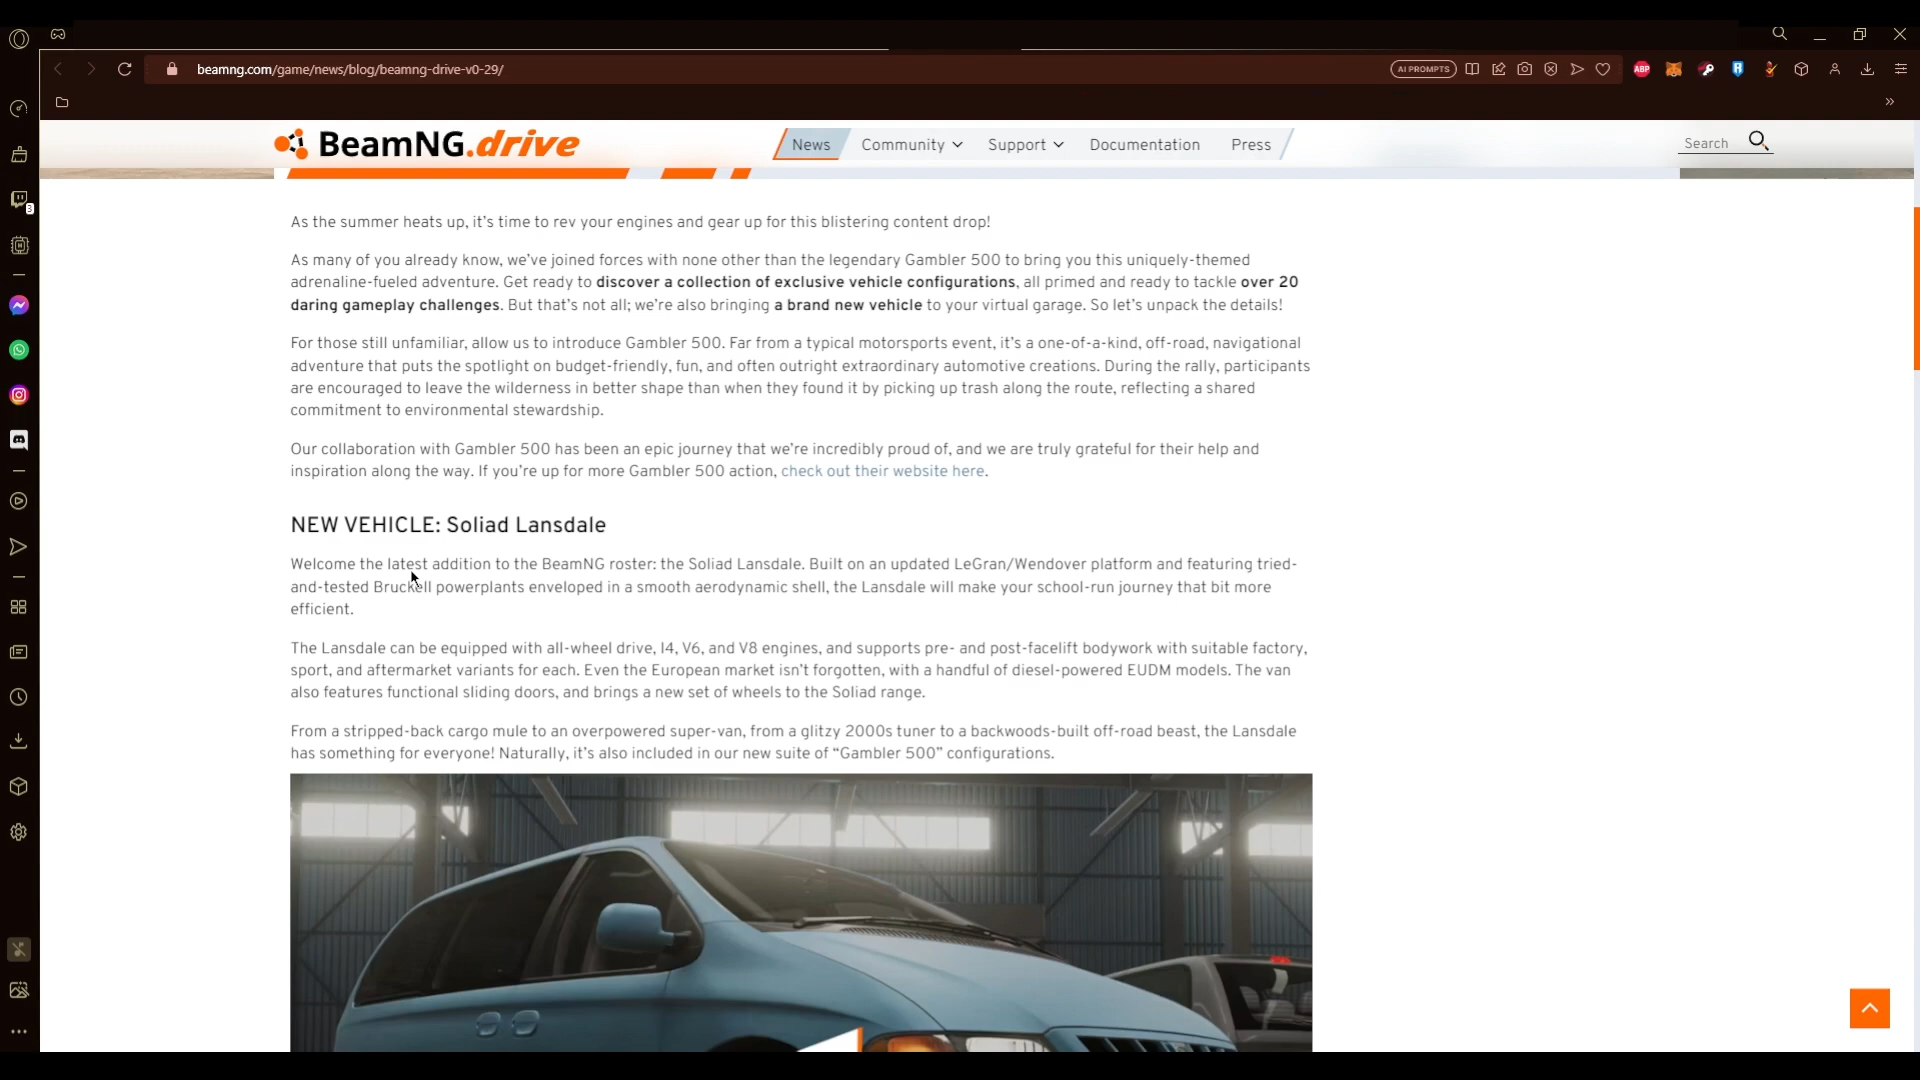 beamng.com/game/news/blog/beamng-drive-v0-29/
AI PROMPTS
ABP
3
BeamNG.drive
News
Community
Support
Documentation
Press
Search
As the summer heats up, it's time to rev your engines and gear up for this blistering content drop!
As many of you already know, we've joined forces with none other than the legendary Gambler 500 to bring you this uniquely-themed
adrenaline-fueled adventure. Get ready to discover a collection of exclusive vehicle configurations, all primed and ready to tackle over 20
daring gameplay challenges. But that's not all; we're also bringing a brand new vehicle to your virtual garage. So let's unpack the details!
For those still unfamiliar, allow us to introduce Gambler 500. Far from a typical motorsports event, it's a one-of-a-kind, off-road, navigational
adventure that puts the spotlight on budget-friendly, fun, and often outright extraordinary automotive creations. During the rally, participants
are encouraged to leave the wilderness in better shape than when they found it by picking up trash along the route, reflecting a shared
commitment to environmental stewardship.
Our collaboration with Gambler 500 has been an epic journey that we're incredibly proud of, and we are truly grateful for their help and
inspiration along the way. If you're up for more Gambler 500 action, check out their website here.
NEW VEHICLE: Soliad Lansdale
Welcome the latest addition to the BeamNG roster: the Soliad Lansdale. Built on an updated LeGran/Wendover platform and featuring tried-
and-tested Bruckell powerplants enveloped in a smooth aerodynamic shell, the Lansdale will make your school-run journey that bit more
efficient.
The Lansdale can be equipped with all-wheel drive, I4, V6, and V8 engines, and supports pre- and post-facelift bodywork with suitable factory,
sport, and aftermarket variants for each. Even the European market isn't forgotten, with a handful of diesel-powered EUDM models. The van
also features functional sliding doors, and brings a new set of wheels to the Soliad range.
From a stripped-back cargo mule to an overpowered super-van, from a glitzy 2000s tuner to a backwoods-built off-road beast, the Lansdale
has something for everyone! Naturally, it's also included in our new suite of “Gambler 500” configurations.